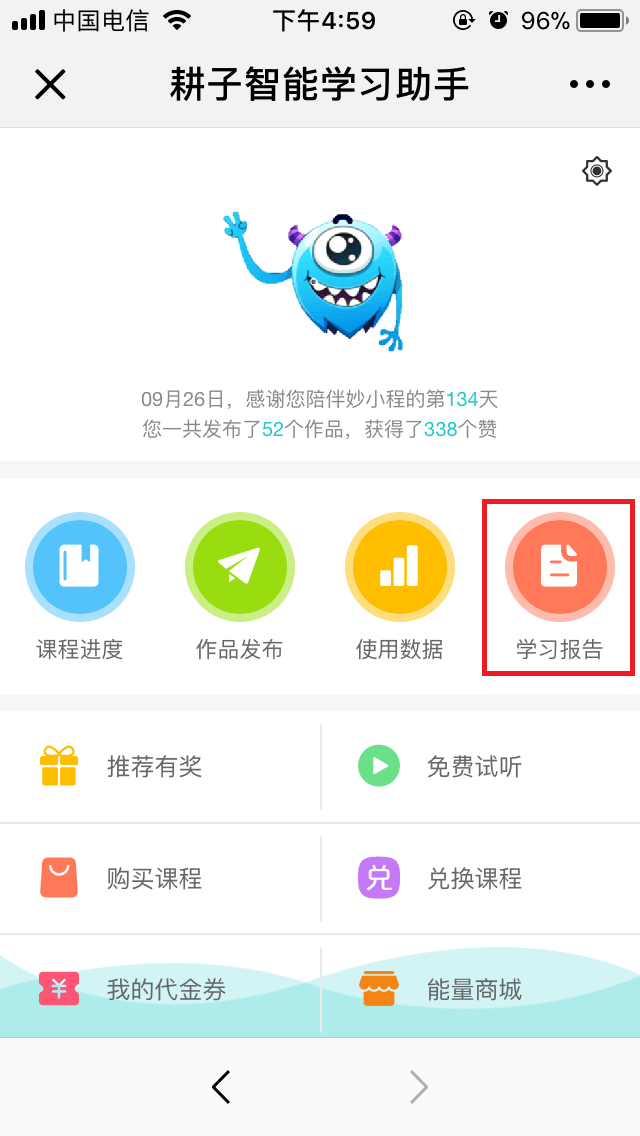 中国电信 下午4:59 96%
耕子智能学习助手
09月26日，感谢您陪伴妙小程的第134天
您一共发布了52个作品，获得了338个赞
课程进度 作品发布 使用数据 学习报告
推荐有奖 免费试听
购买课程 兑 兑换课程
¥ 我的代金券 能量商城